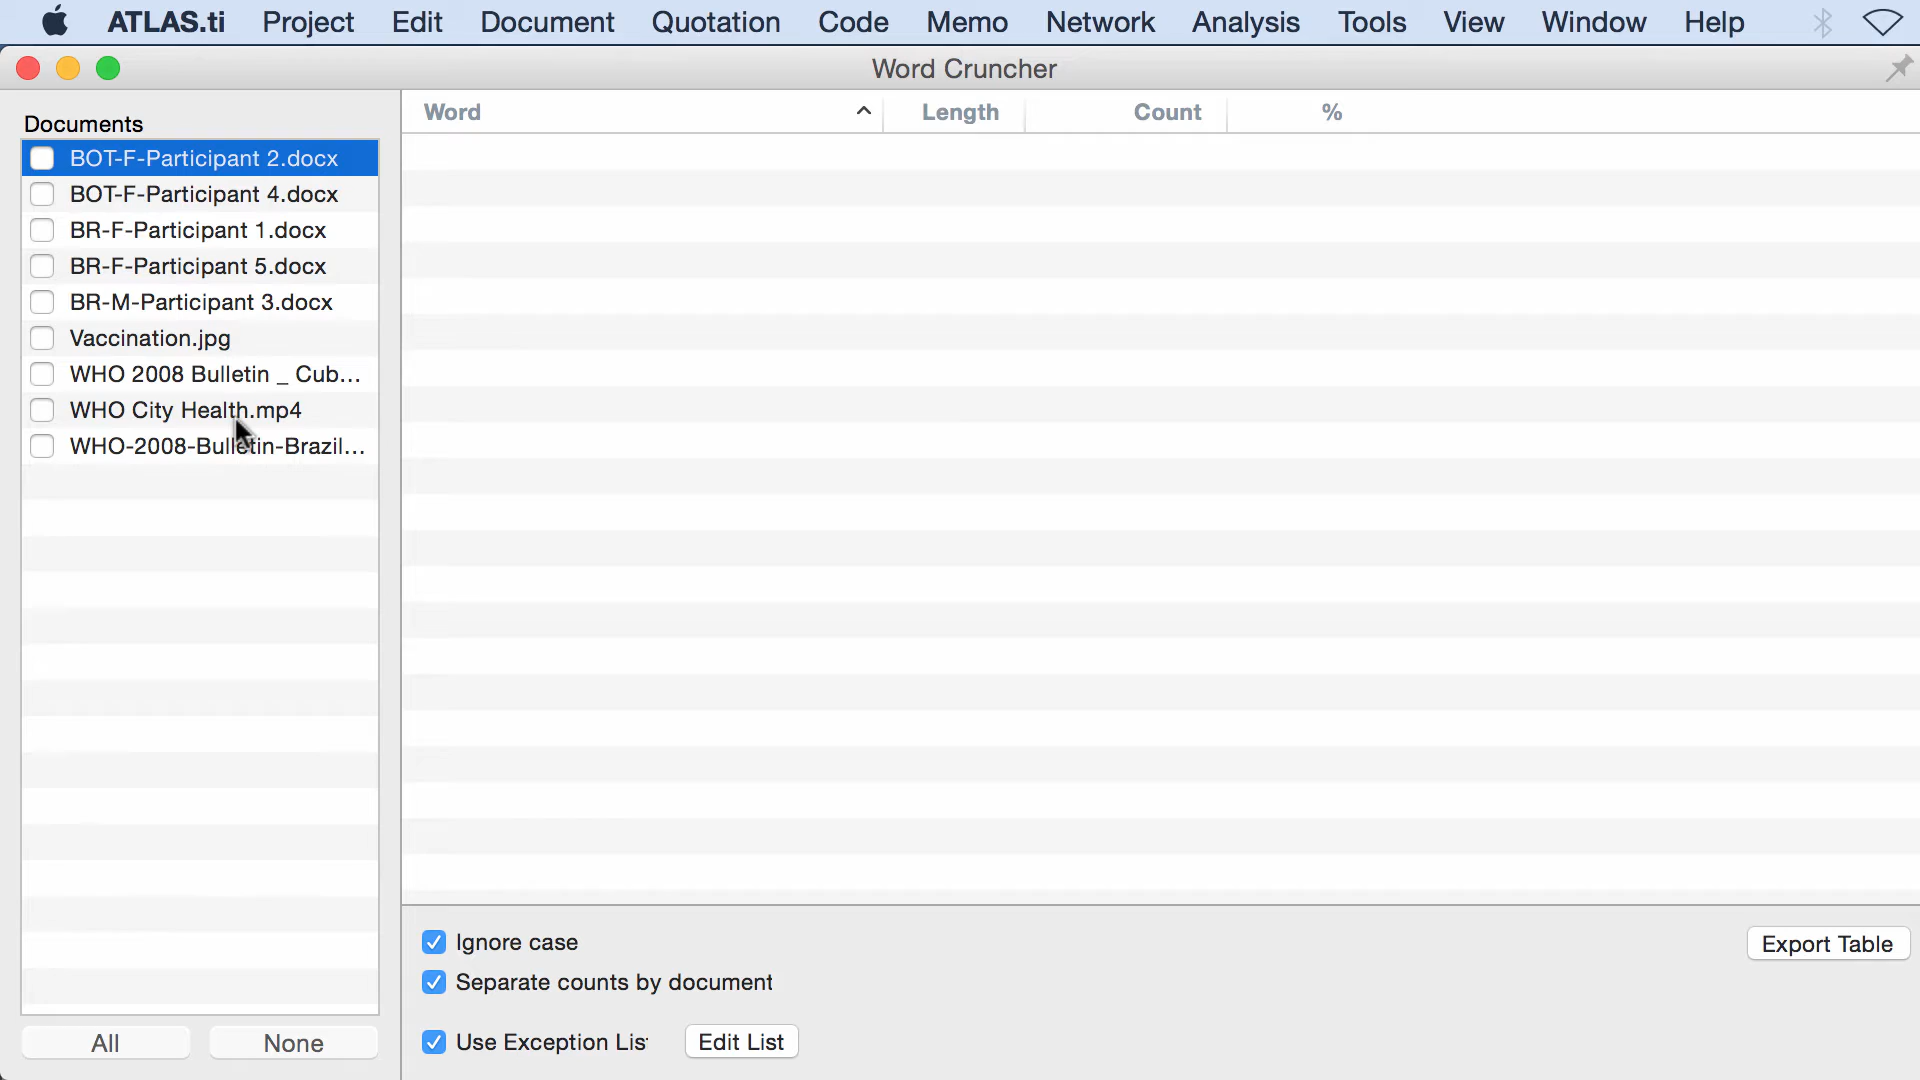 ATLAS.ti Project Edit Document Quotation Code Memo Network Analysis Tools View Window Help
Word Cruncher
Documents
Word Length Count %
BOT-F-Participant 2.docx
BOT-F-Participant 4.docx
BR-F-Participant 1.docx
BR-F-Participant 5.docx
BR-M-Participant 3.docx
Vaccination.jpg
WHO 2008 Bulletin _ Cub...
WHO City Health.mp4
WHO-2008-Bulletin-Brazil...
Ignore case
Export Table
Separate counts by document
Use Exception Lis
Edit List
All None